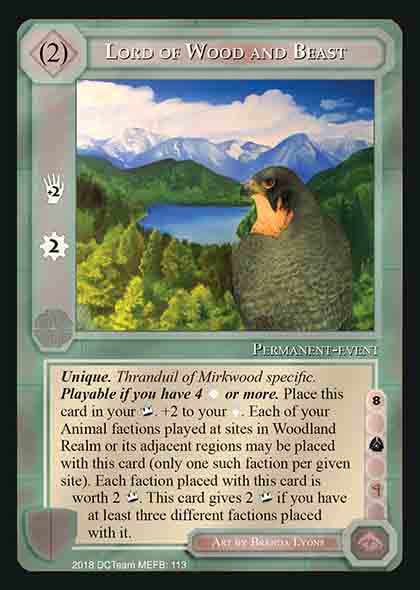 (2)
LORD OF WOOD AND BEAST
+2
2
PERMANENT-EVENT
Unique. Thranduil of Mirkwood specific.
Playable if you have 4 or more. Place this
card in your . +2 to your . Each of your
Animal factions played at sites in Woodland
Realm or its adjacent regions may be placed
with this card (only one such faction per given
site). Each faction placed with this card is
worth 2 . This card gives 2 if you have
at least three different factions placed
with it.
8
ART BY BRANDA LYONS
2018 DCTeam MEFB: 113